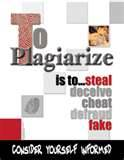 To
Plagiarize
is to...steal
deceive
cheat
defraud
fake
CONSIDER YOURSELF INFORMED